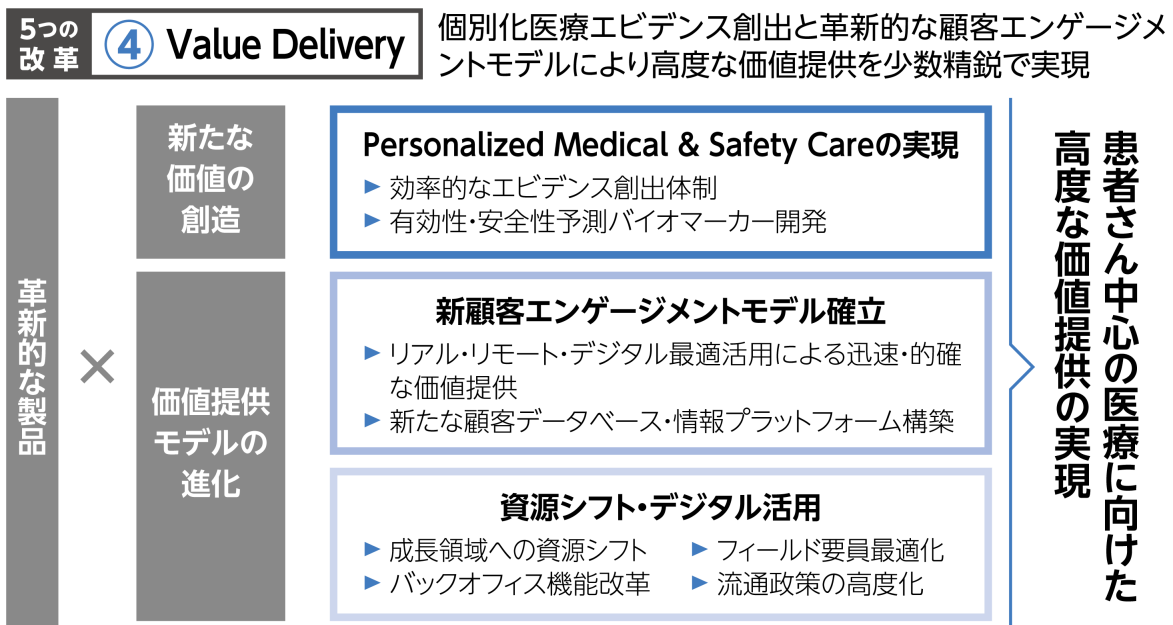 5つの
改革
④ Value Delivery
個別化医療エビデンス創出と革新的な顧客エンゲージメ
ントモデルにより高度な価値提供を少数精鋭で実現
革新的な製品
×
新たな
価値の
創造
Personalized Medical & Safety Careの実現
▶ 効率的なエビデンス創出体制
▶ 有効性・安全性予測バイオマーカー開発
価値提供
モデルの
進化
新顧客エンゲージメントモデル確立
▶ リアル・リモート・デジタル最適活用による迅速・的確
な価値提供
▶ 新たな顧客データベース・情報プラットフォーム構築
資源シフト・デジタル活用
▶ 成長領域への資源シフト
▶ フィールド要員最適化
▶ バックオフィス機能改革
▶ 流通政策の高度化
患者さん中心の医療に向けた
高度な価値提供の実現